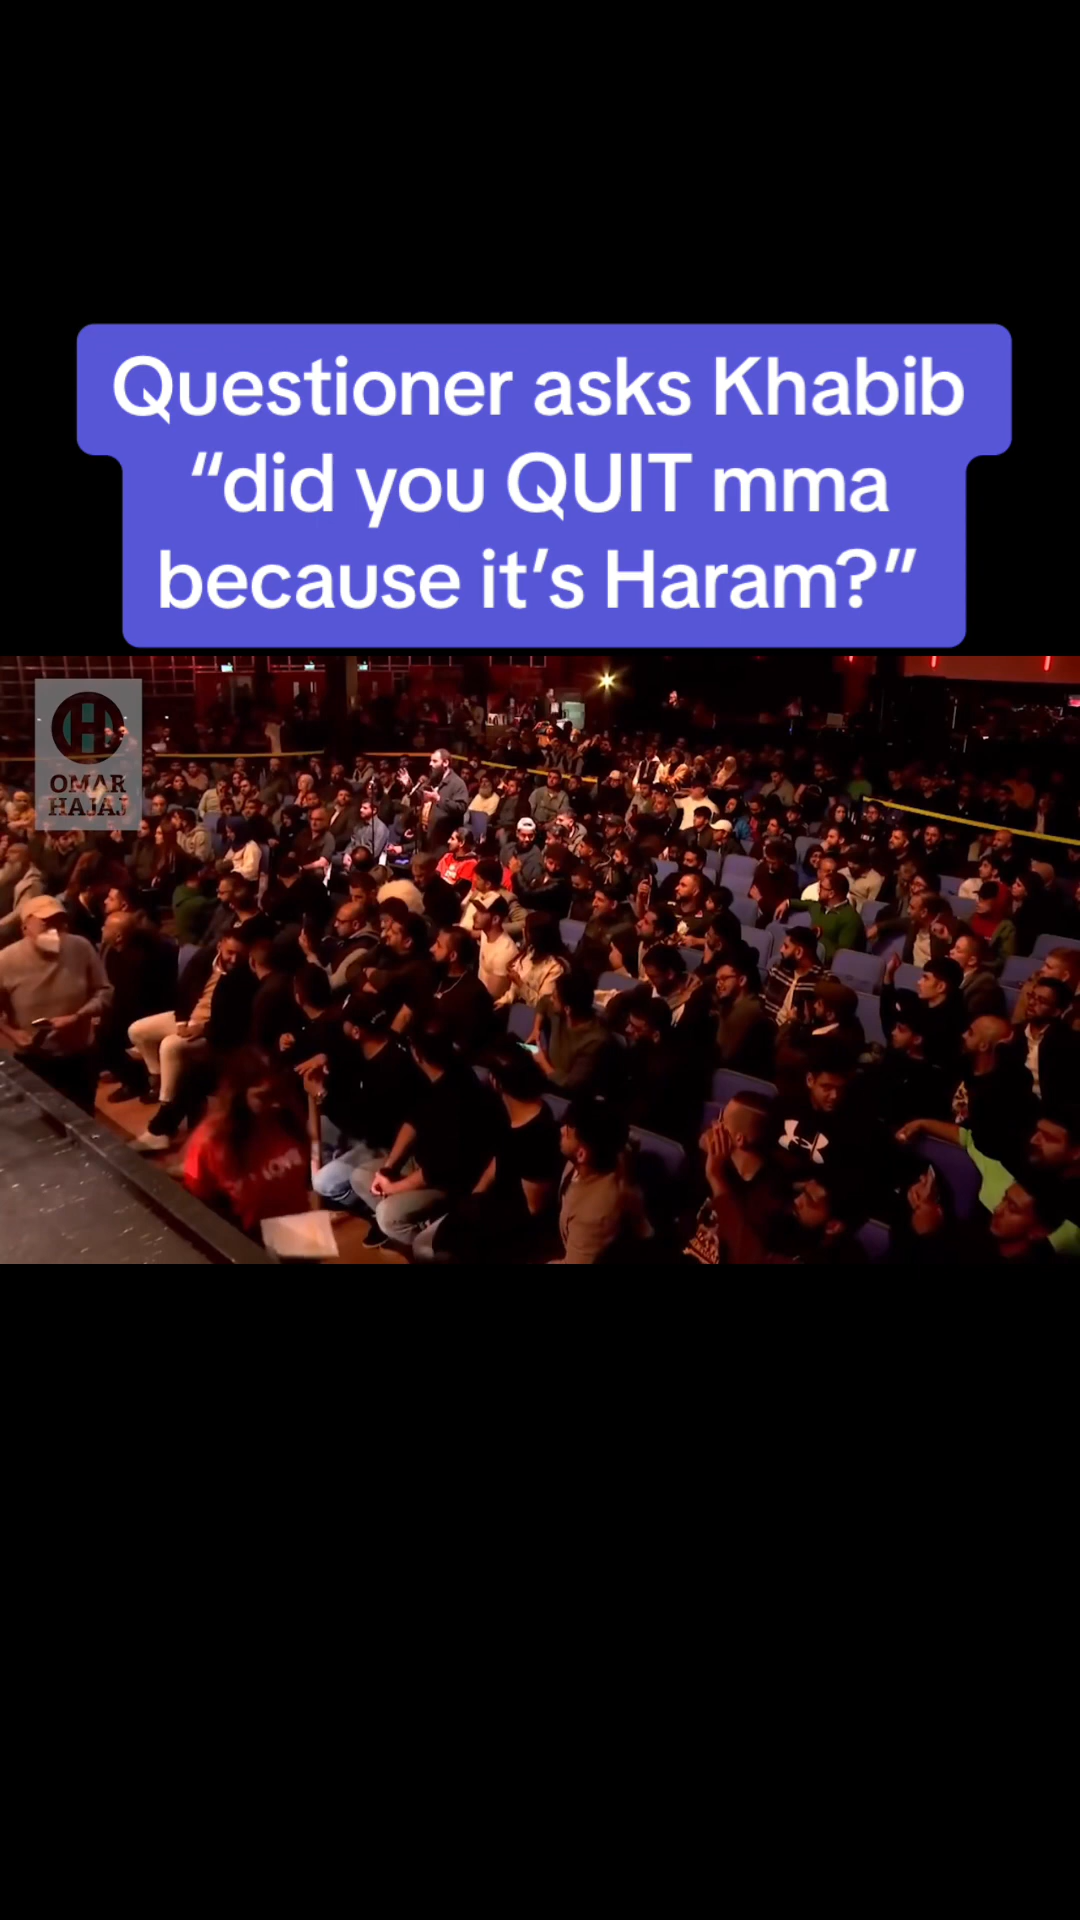 Questioner asks Khabib
“did you QUIT mma
because it’s Haram?”
OMAR
HAJAJ